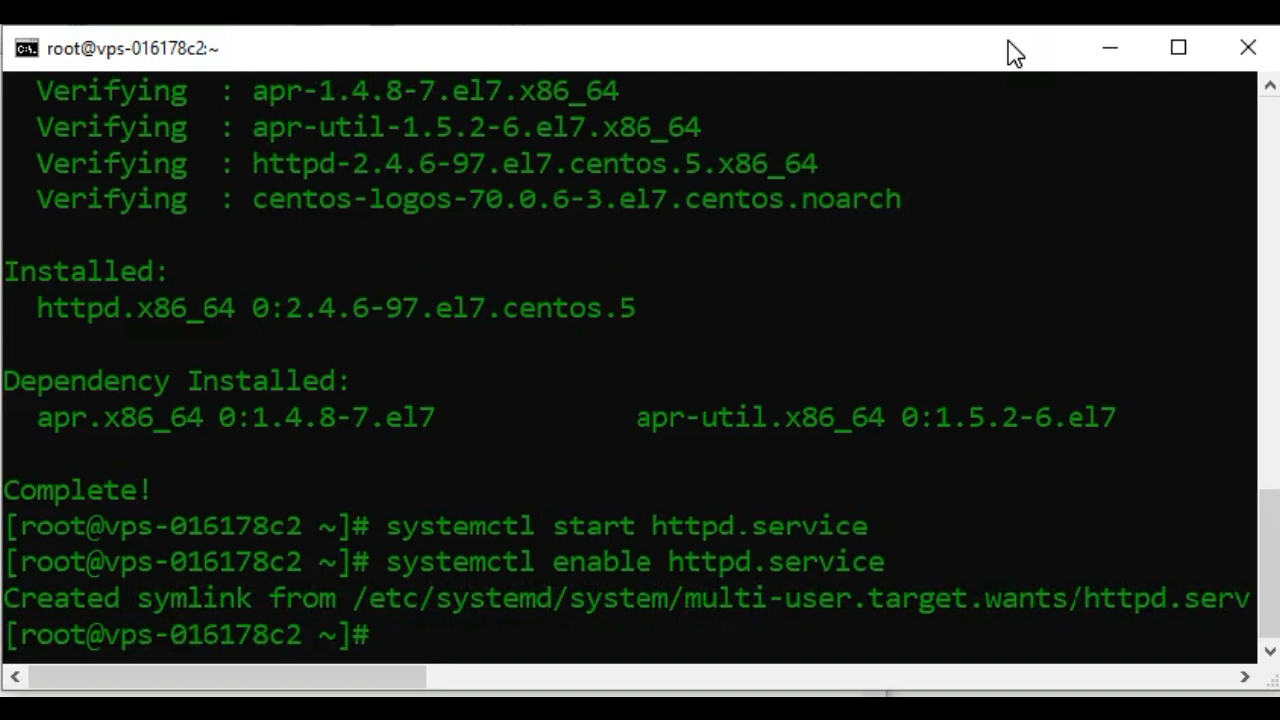 root@vps-016178c2:~
Verifying : apr-1.4.8-7.el7.x86_64
Verifying : apr-util-1.5.2-6.el7.x86_64
Verifying : httpd-2.4.6-97.el7.centos.5.x86_64
Verifying : centos-logos-70.0.6-3.el7.centos.noarch
Installed:
httpd.x86_64 0:2.4.6-97.el7.centos.5
Dependency Installed:
apr.x86_64 0:1.4.8-7.el7 apr-util.x86_64 0:1.5.2-6.el7
Complete!
[root@vps-016178c2 ~]# systemctl start httpd.service
[root@vps-016178c2 ~]# systemctl enable httpd.service
Created symlink from /etc/systemd/system/multi-user.target.wants/httpd.serv
[root@vps-016178c2 ~]#